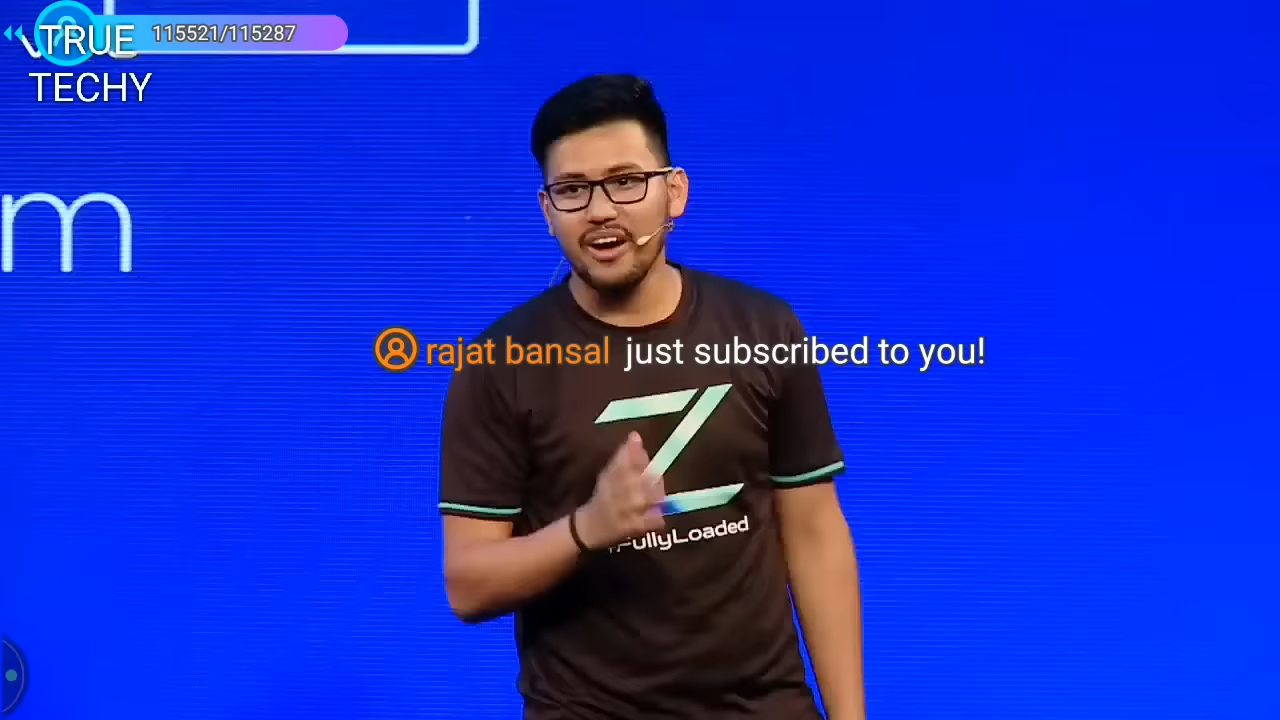 TRUE
TECHY
115521/115287
m
rajat bansal just subscribed to you!
Z
#FullyLoaded